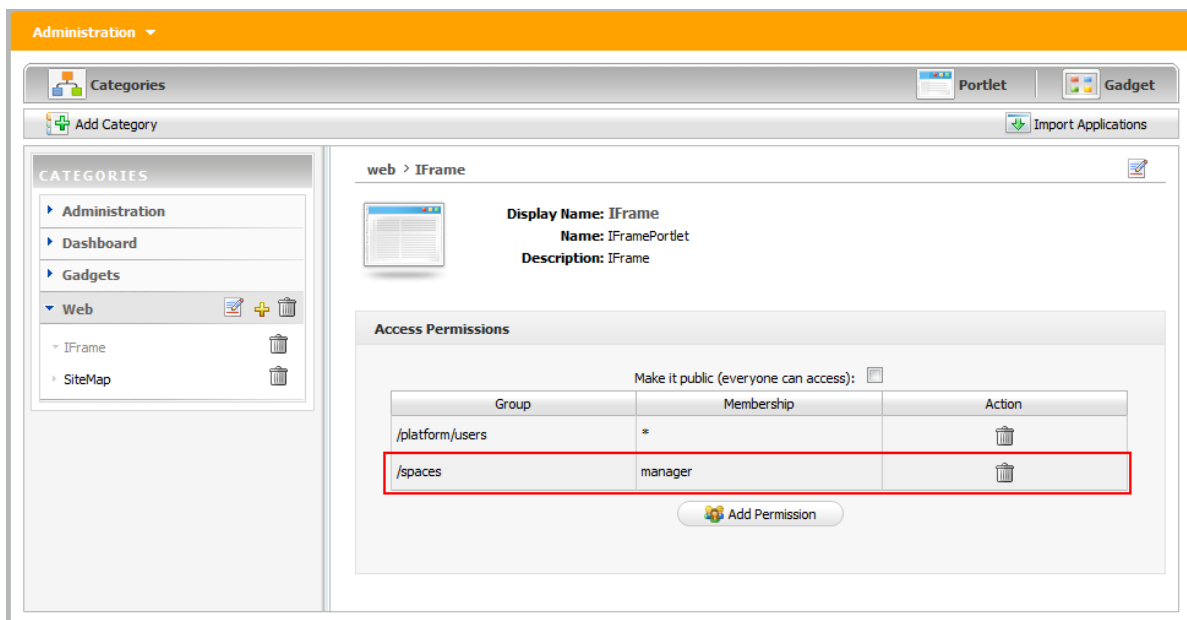 Administration
Categories Portlet Gadget
Add Category Import Applications
CATEGORIES
Administration
Dashboard
Gadgets
Web
IFrame
SiteMap
web > IFrame
Display Name: IFrame
Name: IFramePortlet
Description: IFrame
Access Permissions
Make it public (everyone can access):
Group Membership Action
/platform/users *
/spaces manager
Add Permission